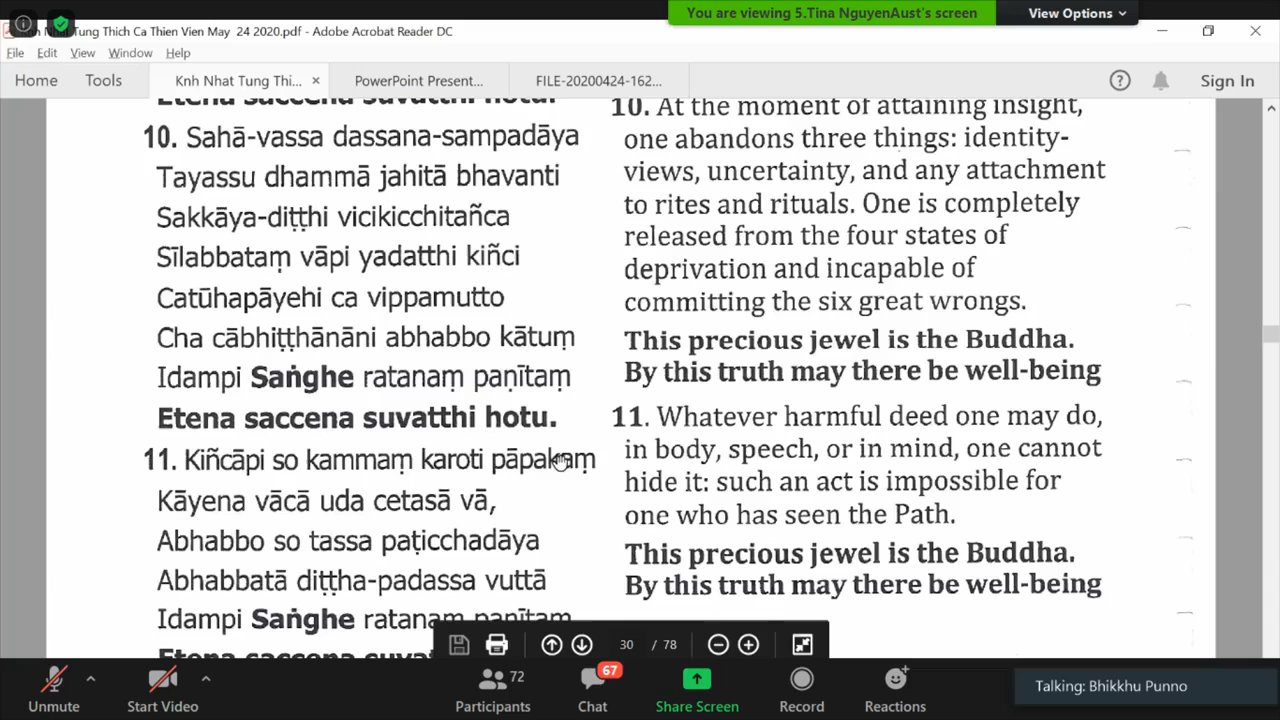 You are viewing 5.Tina NguyenAust's screen
View Options
Tung Thich Ca Thien Vien May 24 2020.pdf - Adobe Acrobat Reader DC
File Edit View Window Help
Home Tools Knh Nhat Tung Thi... × PowerPoint Present... FILE-20200424-162... Sign In
Etena saccena suvatthi hotu.
10. Sahā-vassa dassana-sampadāya
Tayassu dhammā jahitā bhavanti
Sakkāya-diṭṭhi vicikicchitañca
Sīlabbataṃ vāpi yadatthi kiñci
Catūhapāyehi ca vippamutto
Cha cābhiṭṭhānāni abhabbo kātuṃ
Idampi Saṅghe ratanaṃ paṇītaṃ
Etena saccena suvatthi hotu.
11. Kiñcāpi so kammaṃ karoti pāpakaṃ
Kāyena vācā uda cetasā vā,
Abhabbo so tassa paṭicchadāya
Abhabbatā diṭṭha-padassa vuttā
Idampi Saṅghe ratanaṃ paṇītaṃ
Etena saccena
10. At the moment of attaining insight,
one abandons three things: identity-
views, uncertainty, and any attachment
to rites and rituals. One is completely
released from the four states of
deprivation and incapable of
committing the six great wrongs.
This precious jewel is the Buddha.
By this truth may there be well-being
11. Whatever harmful deed one may do,
in body, speech, or in mind, one cannot
hide it: such an act is impossible for
one who has seen the Path.
This precious jewel is the Buddha.
By this truth may there be well-being
30 / 78
Unmute Start Video 72 Participants 67 Chat Share Screen Record Reactions
Talking: Bhikkhu Punno